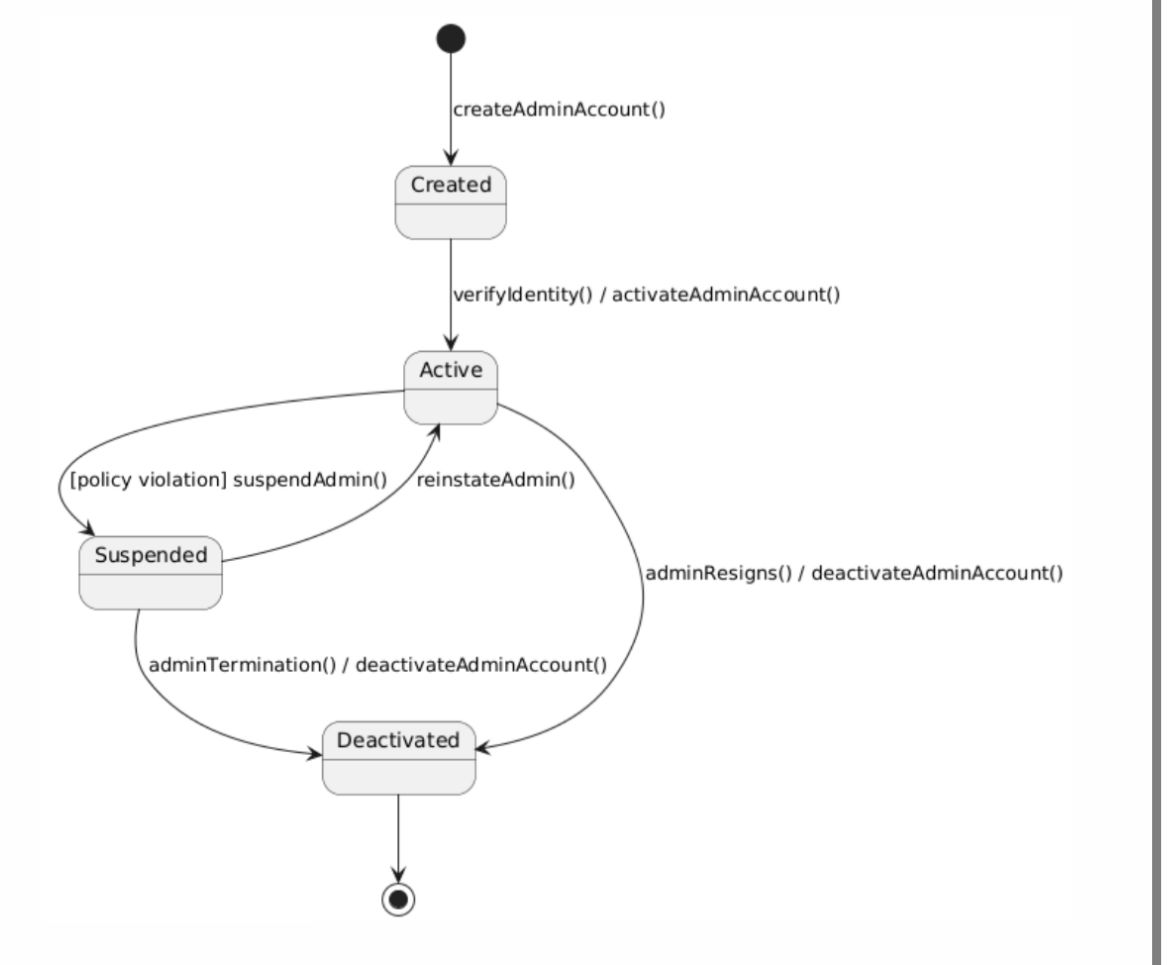 createAdminAccount()
Created
verifyIdentity() / activateAdminAccount()
Active
[policy violation] suspendAdmin()
reinstateAdmin()
Suspended
adminResigns() / deactivateAdminAccount()
adminTermination() / deactivateAdminAccount()
Deactivated